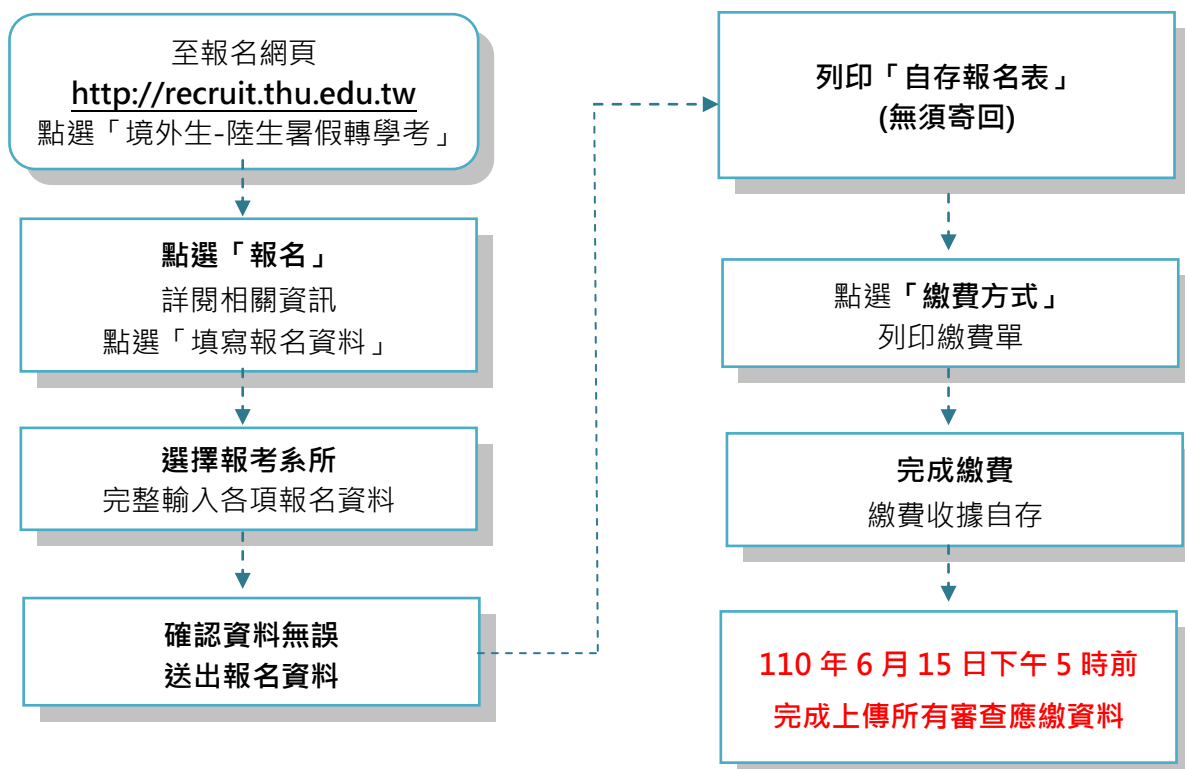 至報名網頁
http://recruit.thu.edu.tw
點選「境外生-陸生暑假轉學考」
點選「報名」
詳閱相關資訊
點選「填寫報名資料」
選擇報考系所
完整輸入各項報名資料
確認資料無誤
送出報名資料
列印「自存報名表」
(無須寄回)
點選「繳費方式」
列印繳費單
完成繳費
繳費收據自存
110 年 6 月 15 日下午 5 時前
完成上傳所有審查應繳資料